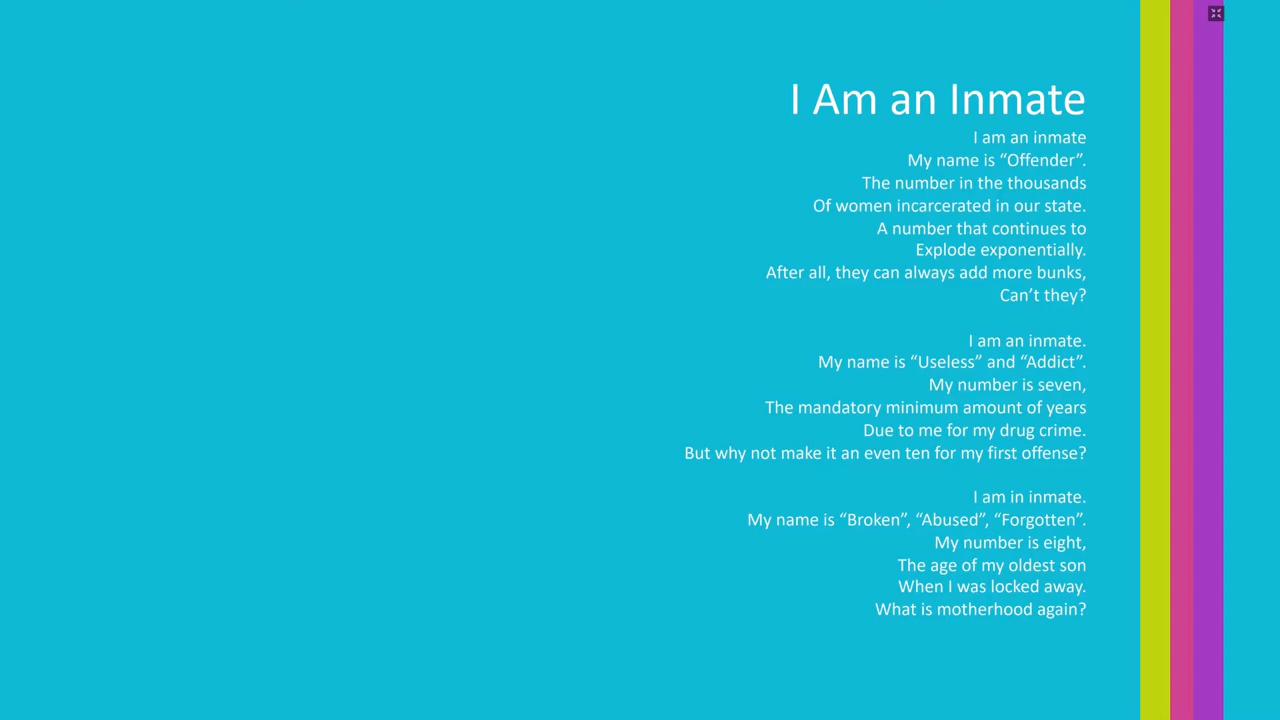 I Am an Inmate
I am an inmate
My name is “Offender”.
The number in the thousands
Of women incarcerated in our state.
A number that continues to
Explode exponentially.
After all, they can always add more bunks,
Can’t they?
I am an inmate.
My name is “Useless” and “Addict”.
My number is seven,
The mandatory minimum amount of years
Due to me for my drug crime.
But why not make it an even ten for my first offense?
I am in inmate.
My name is “Broken”, “Abused”, “Forgotten”.
My number is eight,
The age of my oldest son
When I was locked away.
What is motherhood again?